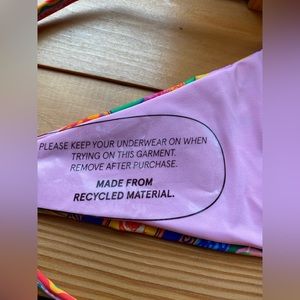 PLEASE KEEP YOUR UNDERWEAR ON WHEN
TRYING ON THIS GARMENT.
REMOVE AFTER PURCHASE.
MADE FROM
RECYCLED MATERIAL.